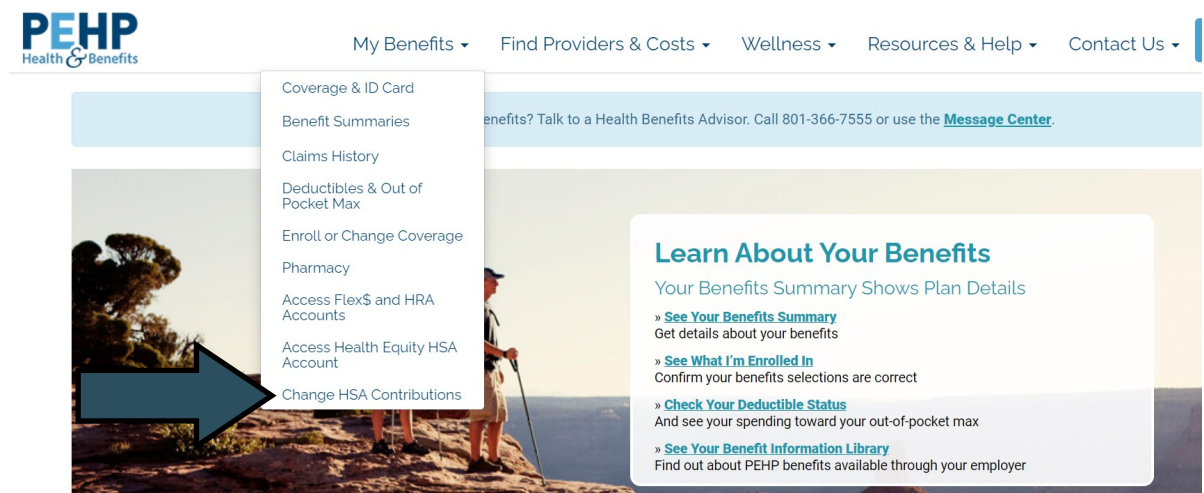 PEHP
Health & Benefits
My Benefits
Find Providers & Costs
Wellness
Resources & Help
Contact Us
Coverage & ID Card
Benefit Summaries
Claims History
Deductibles & Out of
Pocket Max
Enroll or Change Coverage
Pharmacy
Access Flex$ and HRA
Accounts
Access Health Equity HSA
Account
Change HSA Contributions
enefits? Talk to a Health Benefits Advisor. Call 801-366-7555 or use the Message Center.
Learn About Your Benefits
Your Benefits Summary Shows Plan Details
» See Your Benefits Summary
Get details about your benefits
» See What I'm Enrolled In
Confirm your benefits selections are correct
» Check Your Deductible Status
And see your spending toward your out-of-pocket max
» See Your Benefit Information Library
Find out about PEHP benefits available through your employer